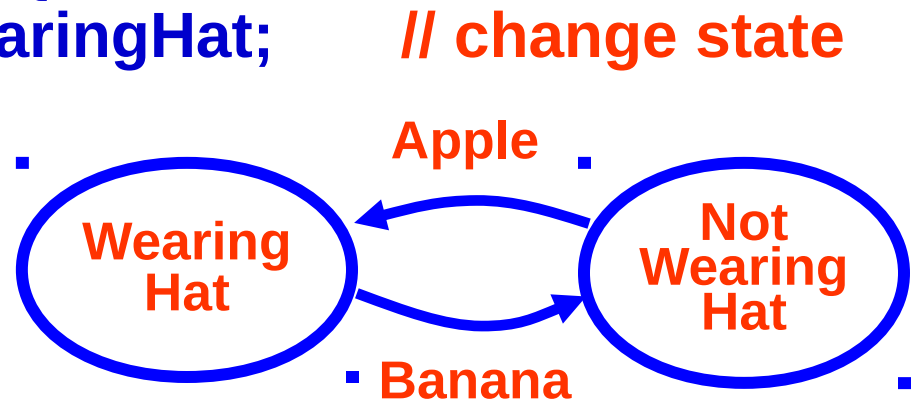 aringHat; // change state
Apple
Wearing
Hat
Not
Wearing
Hat
Banana